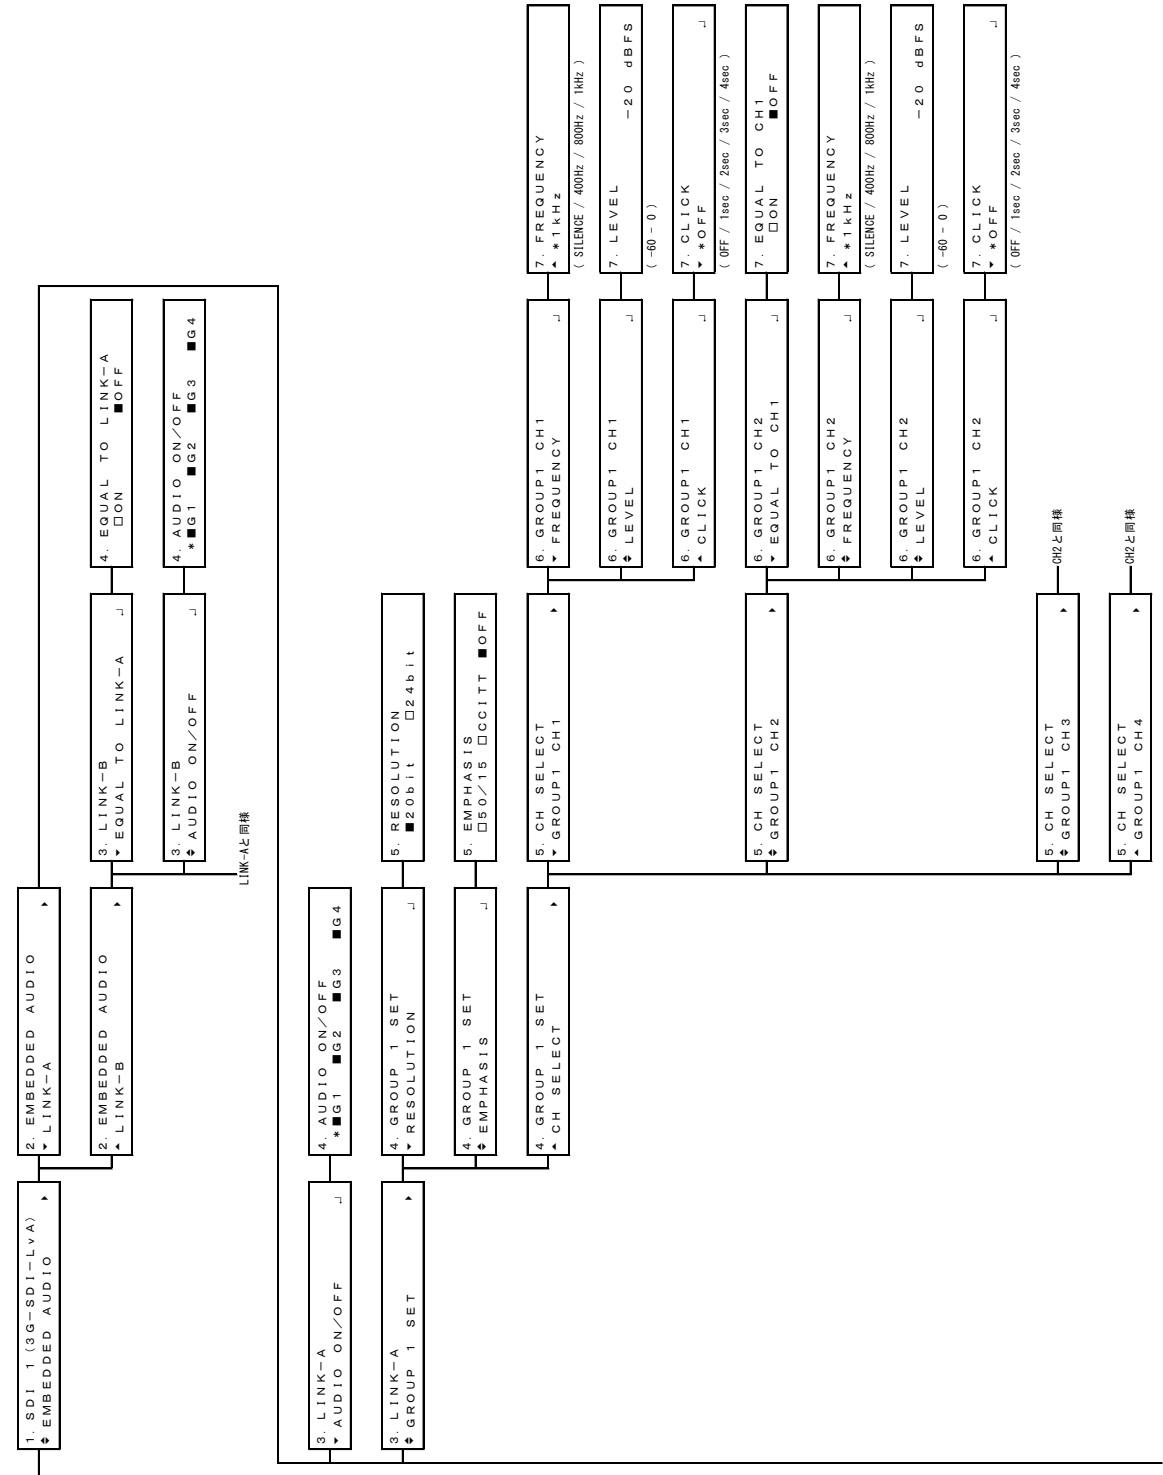 1. SDI 1 (3G−SDI−LvA)
EMBEDDED AUDIO
2. EMBEDDED AUDIO
LINK−A
2. EMBEDDED AUDIO
LINK−B
3. LINK−B
EQUAL TO LINK−A
4. EQUAL TO LINK−A
□ON ■OFF
3. LINK−B
AUDIO ON/OFF
4. AUDIO ON/OFF
*■G1 ■G2 ■G3 ■G4
LINK-Aと同様
3. LINK−A
AUDIO ON/OFF
4. AUDIO ON/OFF
*■G1 ■G2 ■G3 ■G4
3. LINK−A
GROUP 1 SET
4. GROUP 1 SET
RESOLUTION
5. RESOLUTION
■20bit □24bit
4. GROUP 1 SET
EMPHASIS
5. EMPHASIS
□50/15 □CCITT ■OFF
4. GROUP 1 SET
CH SELECT
5. CH SELECT
GROUP1 CH1
6. GROUP1 CH1
FREQUENCY
7. FREQUENCY
*1kHz
( SILENCE / 400Hz / 800Hz / 1kHz )
6. GROUP1 CH1
LEVEL
7. LEVEL
−20 dBFS
( -60 - 0 )
6. GROUP1 CH1
CLICK
7. CLICK
*OFF
( OFF / 1sec / 2sec / 3sec / 4sec )
5. CH SELECT
GROUP1 CH2
6. GROUP1 CH2
EQUAL TO CH1
7. EQUAL TO CH1
□ON ■OFF
6. GROUP1 CH2
FREQUENCY
7. FREQUENCY
*1kHz
( SILENCE / 400Hz / 800Hz / 1kHz )
6. GROUP1 CH2
LEVEL
7. LEVEL
−20 dBFS
( -60 - 0 )
6. GROUP1 CH2
CLICK
7. CLICK
*OFF
( OFF / 1sec / 2sec / 3sec / 4sec )
5. CH SELECT
GROUP1 CH3
CH2と同様
5. CH SELECT
GROUP1 CH4
CH2と同様